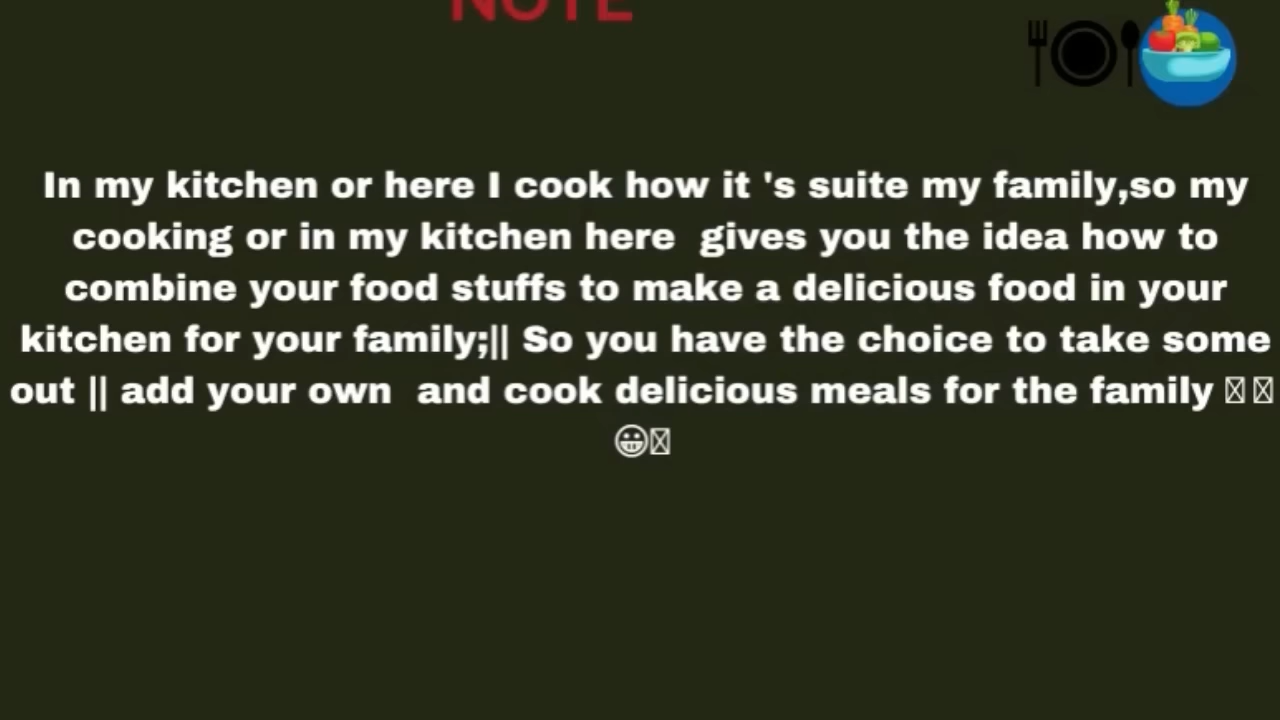 NOTE
In my kitchen or here I cook how it 's suite my family,so my
cooking or in my kitchen here  gives you the idea how to
combine your food stuffs to make a delicious food in your
kitchen for your family;|| So you have the choice to take some
out || add your own  and cook delicious meals for the family
😀